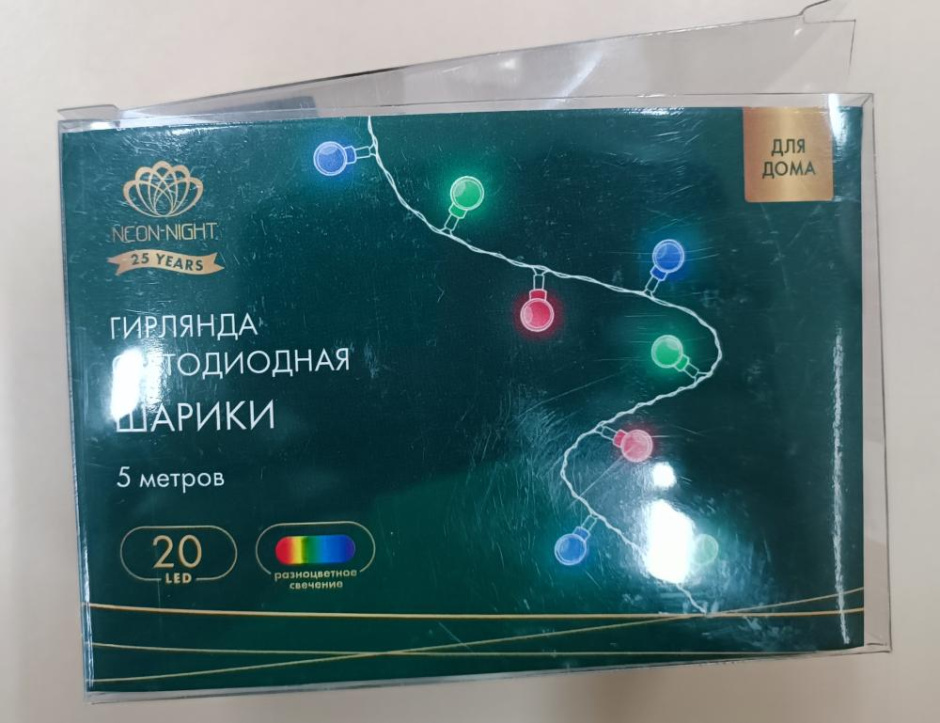 ДЛЯ
ДОМА
NEON-NIGHT
25 YEARS
ГИРЛЯНДА
ШАРИКИ
5 метров
20
LED
разноцветное
свечение